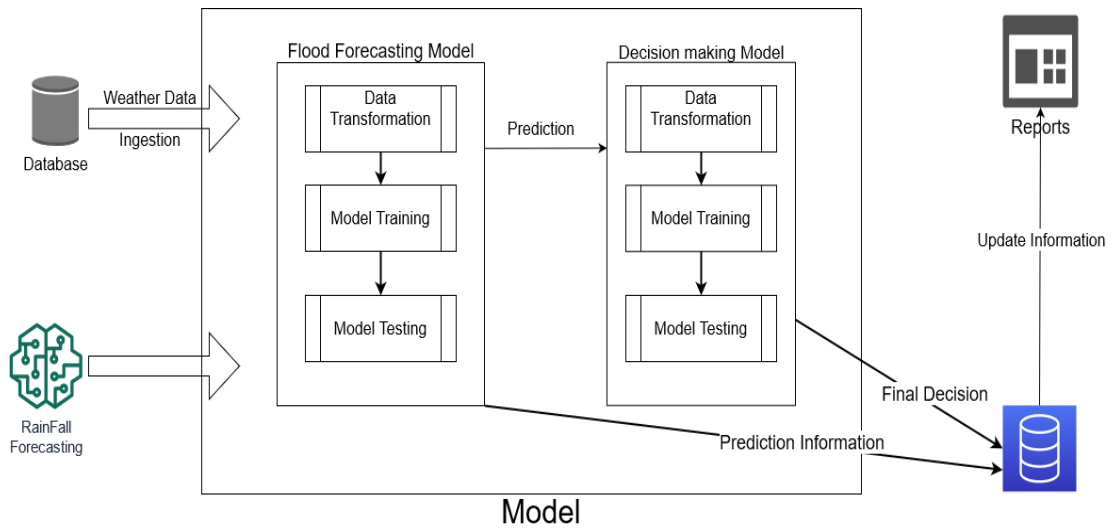 Flood Forecasting Model
Decision making Model
Data
Transformation
Data
Transformation
Reports
Weather Data
Ingestion
Database
Prediction
Model Training
Model Training
Update Information
Model Testing
Model Testing
RainFall
Forecasting
Final Decision
Prediction Information
Model